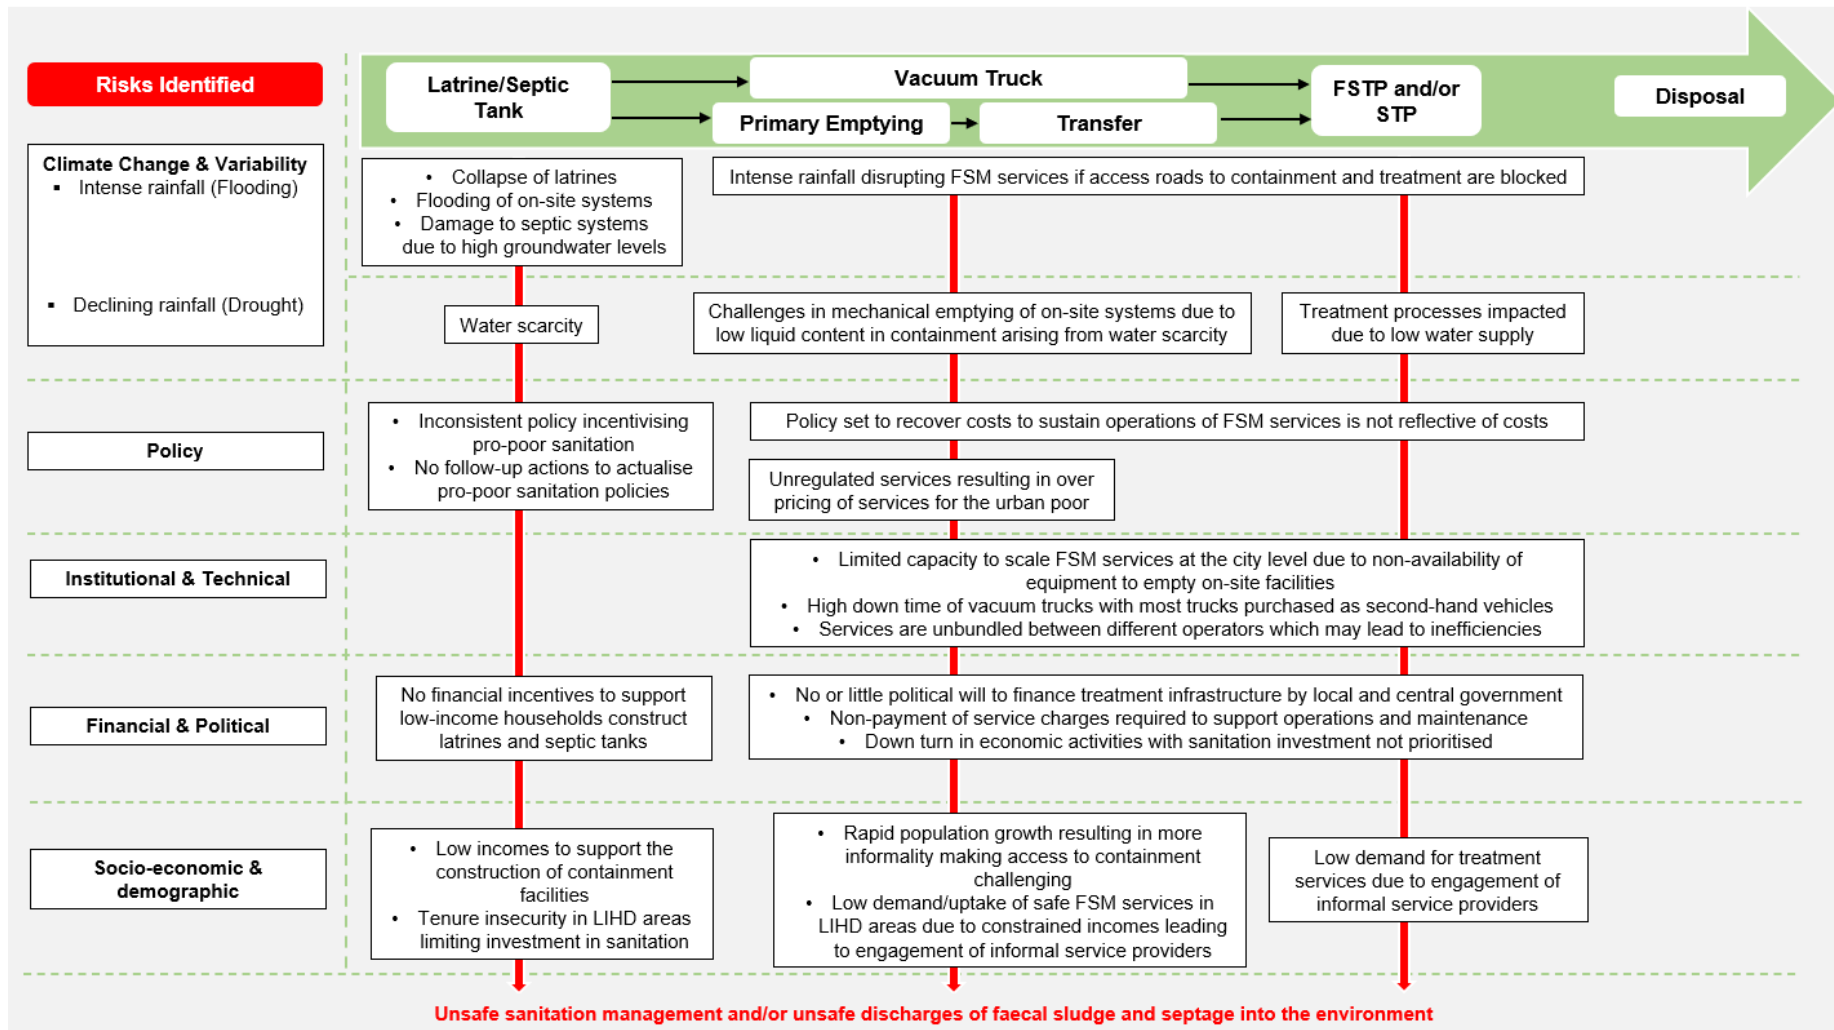 Risks Identified
Latrine/Septic
Tank
Vacuum Truck
Primary Emptying
Transfer
FSTP and/or
STP
Disposal
Climate Change & Variability
▪ Intense rainfall (Flooding)
▪ Declining rainfall (Drought)
• Collapse of latrines
• Flooding of on-site systems
• Damage to septic systems
due to high groundwater levels
Intense rainfall disrupting FSM services if access roads to containment and treatment are blocked
Water scarcity
Challenges in mechanical emptying of on-site systems due to
low liquid content in containment arising from water scarcity
Treatment processes impacted
due to low water supply
Policy
• Inconsistent policy incentivising
pro-poor sanitation
• No follow-up actions to actualise
pro-poor sanitation policies
Policy set to recover costs to sustain operations of FSM services is not reflective of costs
Unregulated services resulting in over
pricing of services for the urban poor
Institutional & Technical
• Limited capacity to scale FSM services at the city level due to non-availability of
equipment to empty on-site facilities
• High down time of vacuum trucks with most trucks purchased as second-hand vehicles
• Services are unbundled between different operators which may lead to inefficiencies
Financial & Political
No financial incentives to support
low-income households construct
latrines and septic tanks
• No or little political will to finance treatment infrastructure by local and central government
• Non-payment of service charges required to support operations and maintenance
• Down turn in economic activities with sanitation investment not prioritised
Socio-economic &
demographic
• Low incomes to support the
construction of containment
facilities
• Tenure insecurity in LIHD areas
limiting investment in sanitation
• Rapid population growth resulting in more
informality making access to containment
challenging
• Low demand/uptake of safe FSM services in
LIHD areas due to constrained incomes leading
to engagement of informal service providers
Low demand for treatment
services due to engagement of
informal service providers
Unsafe sanitation management and/or unsafe discharges of faecal sludge and septage into the environment